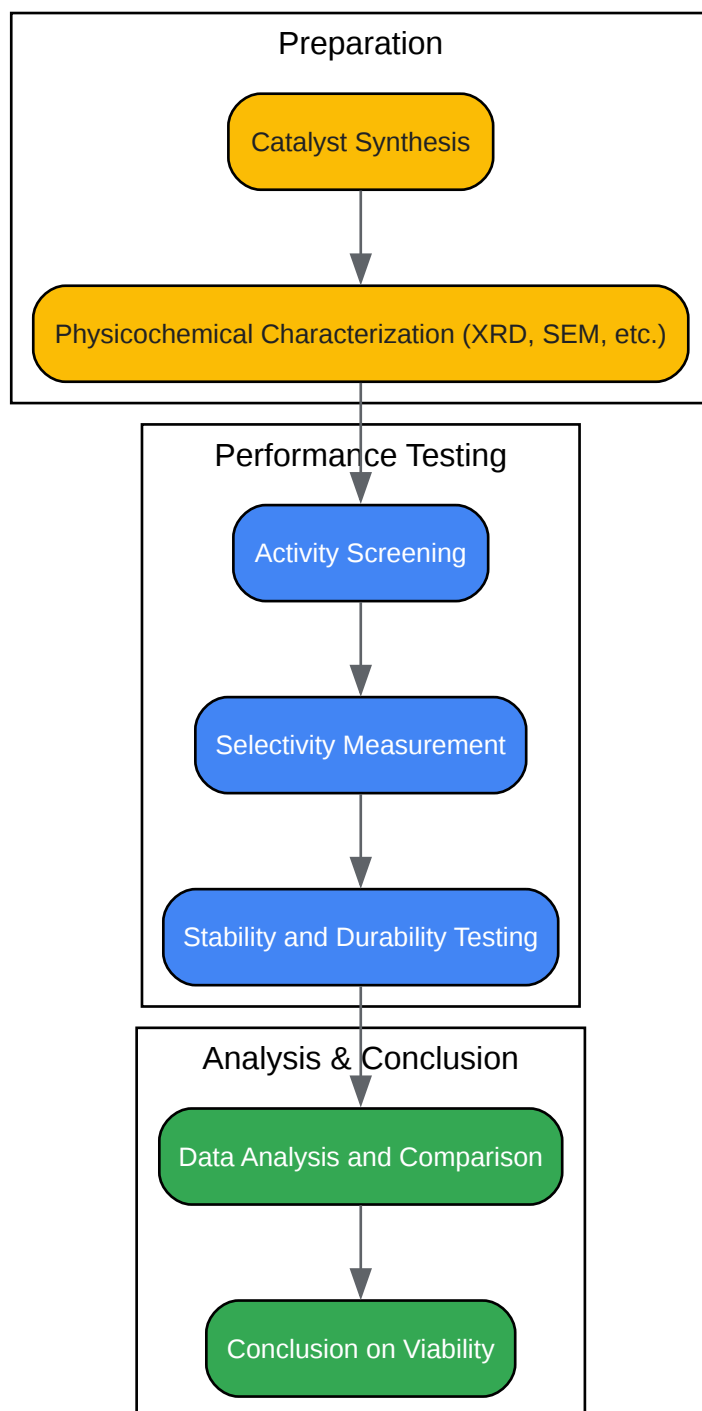 Preparation
Catalyst Synthesis
Physicochemical Characterization (XRD, SEM, etc.)
Performance Testing
Activity Screening
Selectivity Measurement
Stability and Durability Testing
Analysis & Conclusion
Data Analysis and Comparison
Conclusion on Viability